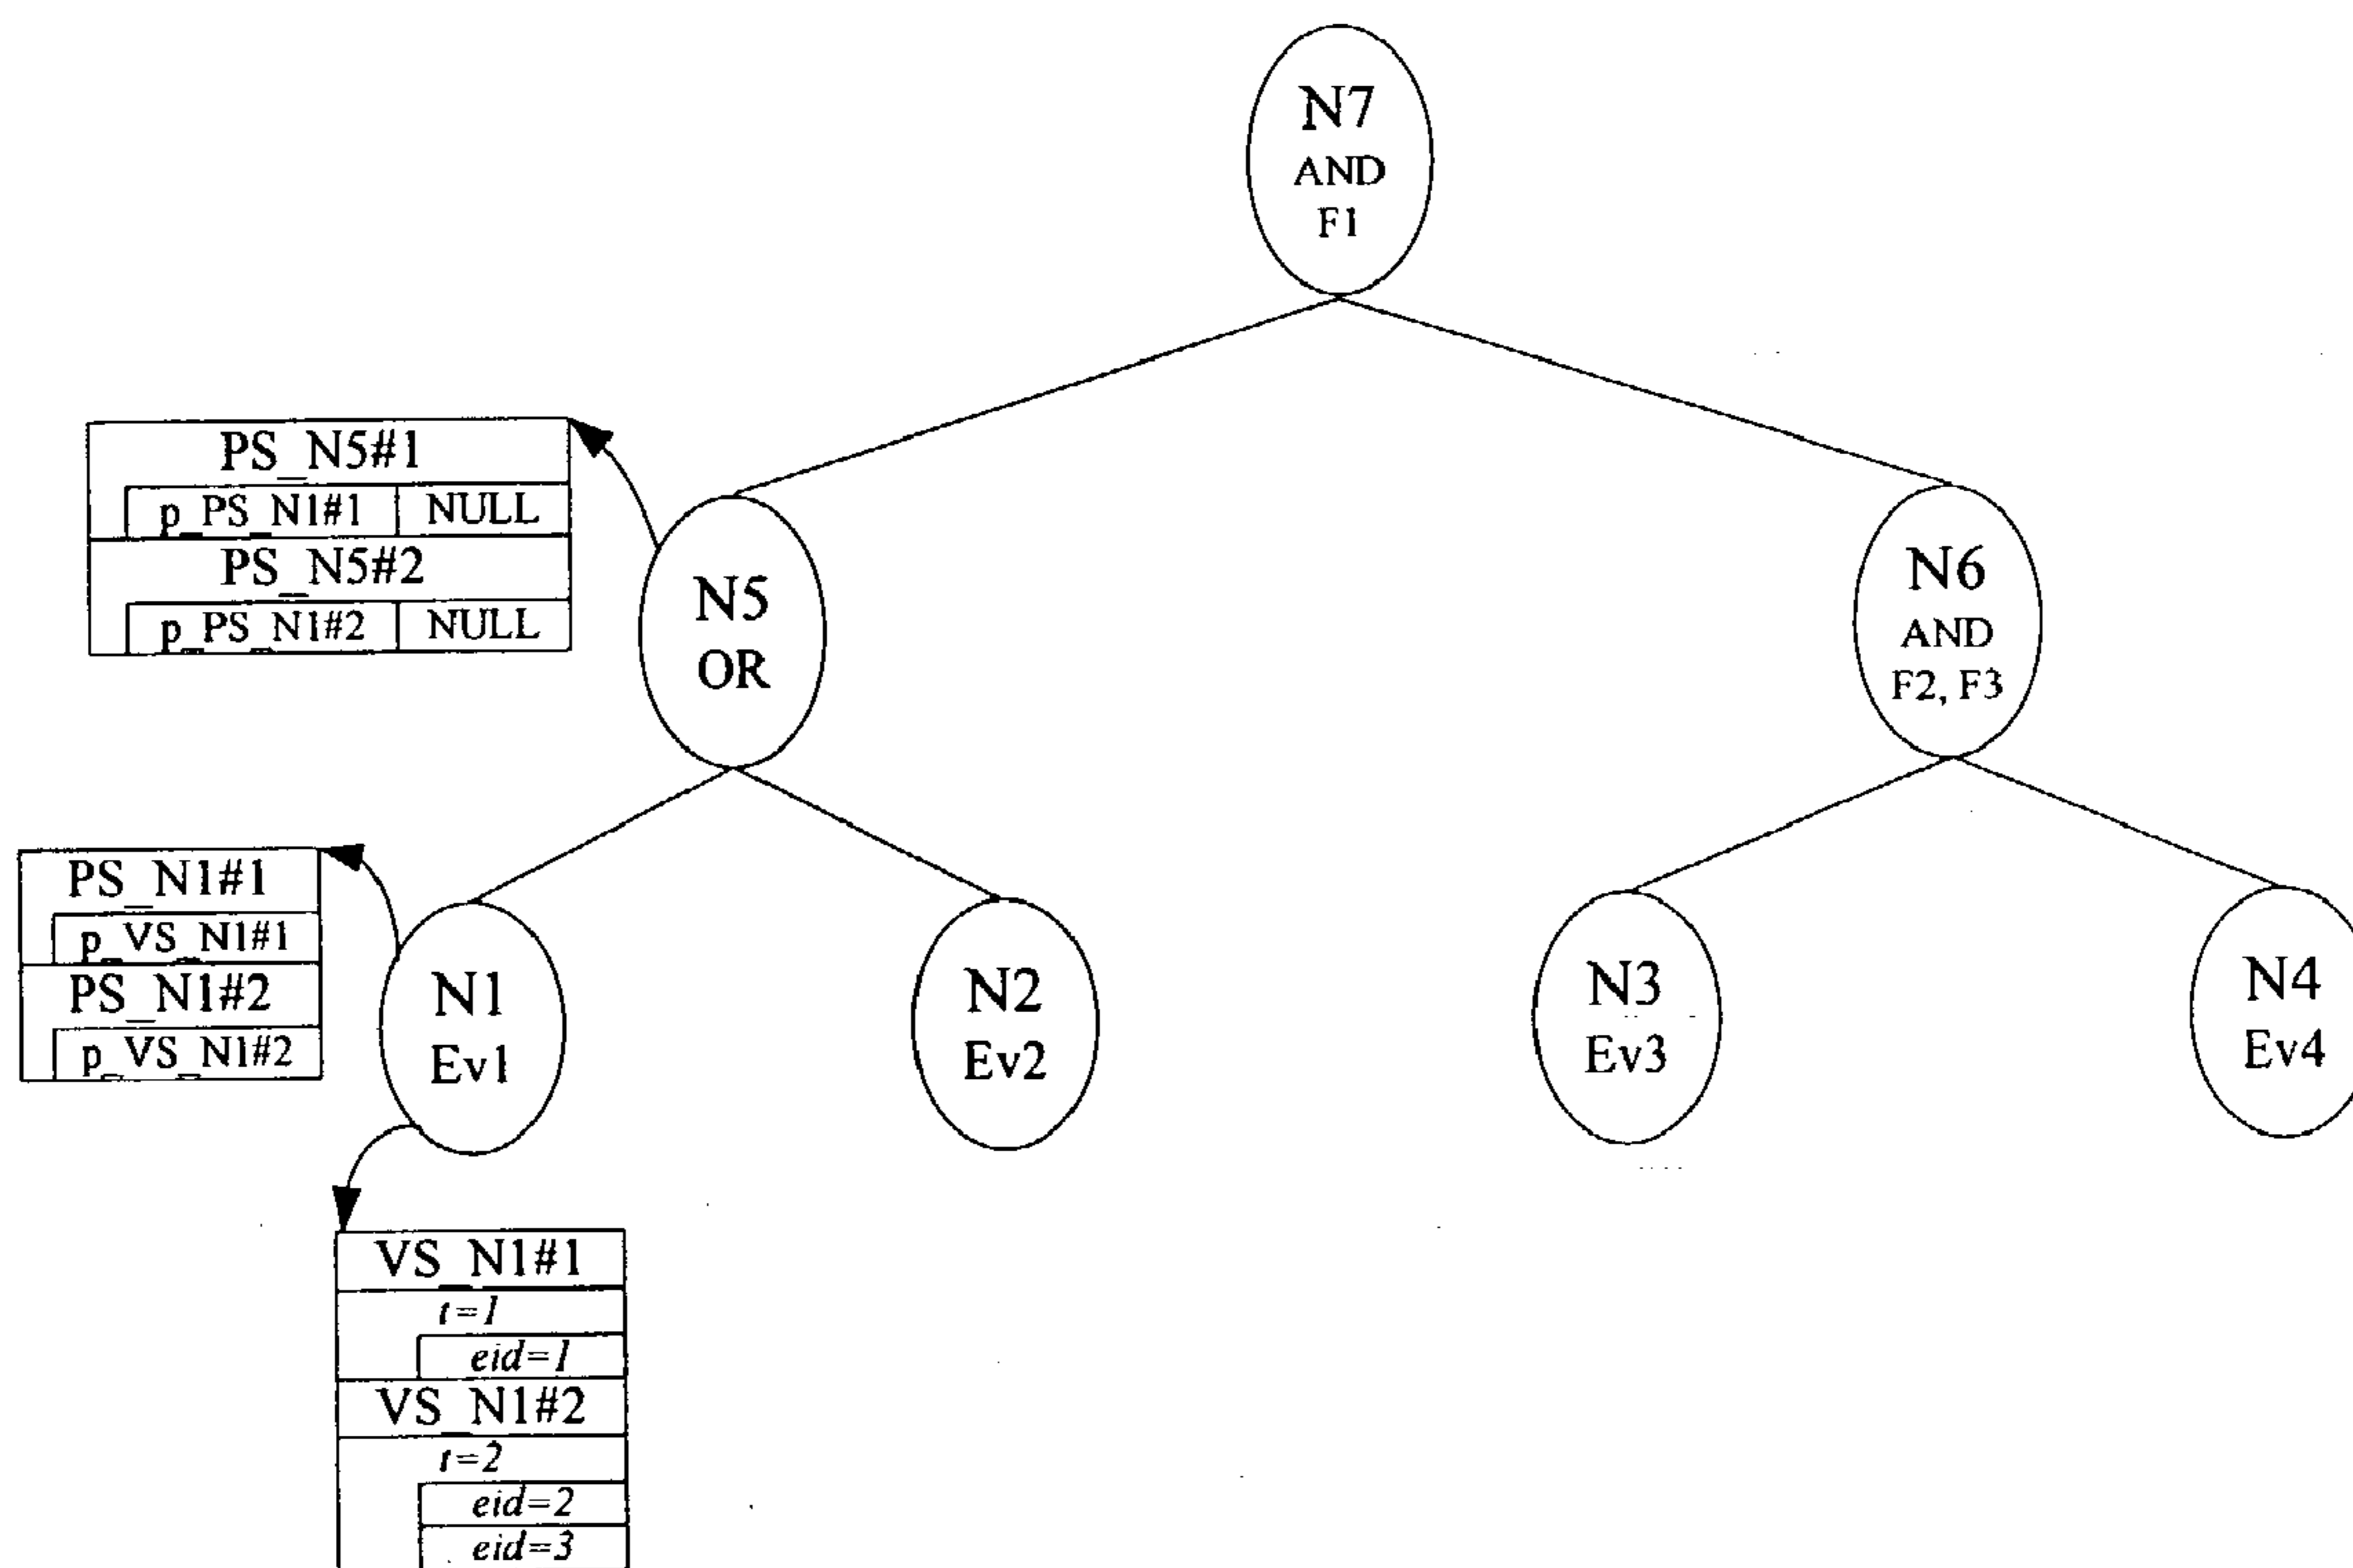 N7
AND
F1
PS_N5#1
p_PS_N1#1 NULL
PS_N5#2
p_PS_N1#2 NULL
N5
OR
N6
AND
F2, F3
PS_N1#1
p_VS_N1#1
PS_N1#2
p_VS_N1#2
N1
Ev1
N2
Ev2
N3
Ev3
N4
Ev4
VS_N1#1
t=1
eid=1
VS_N1#2
t=2
eid=2
eid=3